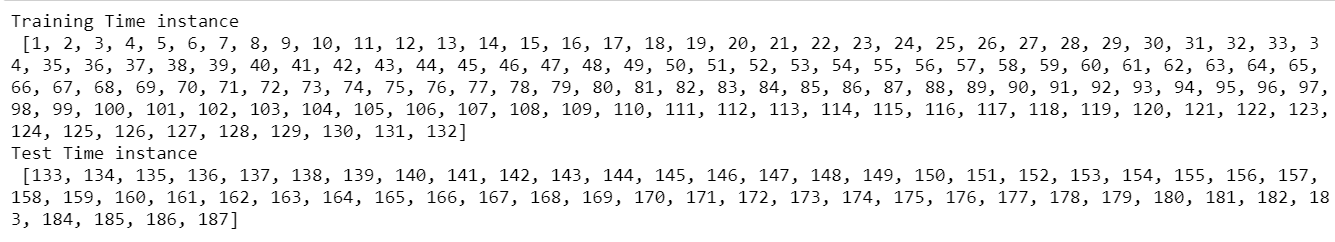 Training Time instance
[1, 2, 3, 4, 5, 6, 7, 8, 9, 10, 11, 12, 13, 14, 15, 16, 17, 18, 19, 20, 21, 22, 23, 24, 25, 26, 27, 28, 29, 30, 31, 32, 33, 3
4, 35, 36, 37, 38, 39, 40, 41, 42, 43, 44, 45, 46, 47, 48, 49, 50, 51, 52, 53, 54, 55, 56, 57, 58, 59, 60, 61, 62, 63, 64, 65,
66, 67, 68, 69, 70, 71, 72, 73, 74, 75, 76, 77, 78, 79, 80, 81, 82, 83, 84, 85, 86, 87, 88, 89, 90, 91, 92, 93, 94, 95, 96, 97,
98, 99, 100, 101, 102, 103, 104, 105, 106, 107, 108, 109, 110, 111, 112, 113, 114, 115, 116, 117, 118, 119, 120, 121, 122, 123,
124, 125, 126, 127, 128, 129, 130, 131, 132]
Test Time instance
[133, 134, 135, 136, 137, 138, 139, 140, 141, 142, 143, 144, 145, 146, 147, 148, 149, 150, 151, 152, 153, 154, 155, 156, 157,
158, 159, 160, 161, 162, 163, 164, 165, 166, 167, 168, 169, 170, 171, 172, 173, 174, 175, 176, 177, 178, 179, 180, 181, 182, 18
3, 184, 185, 186, 187]